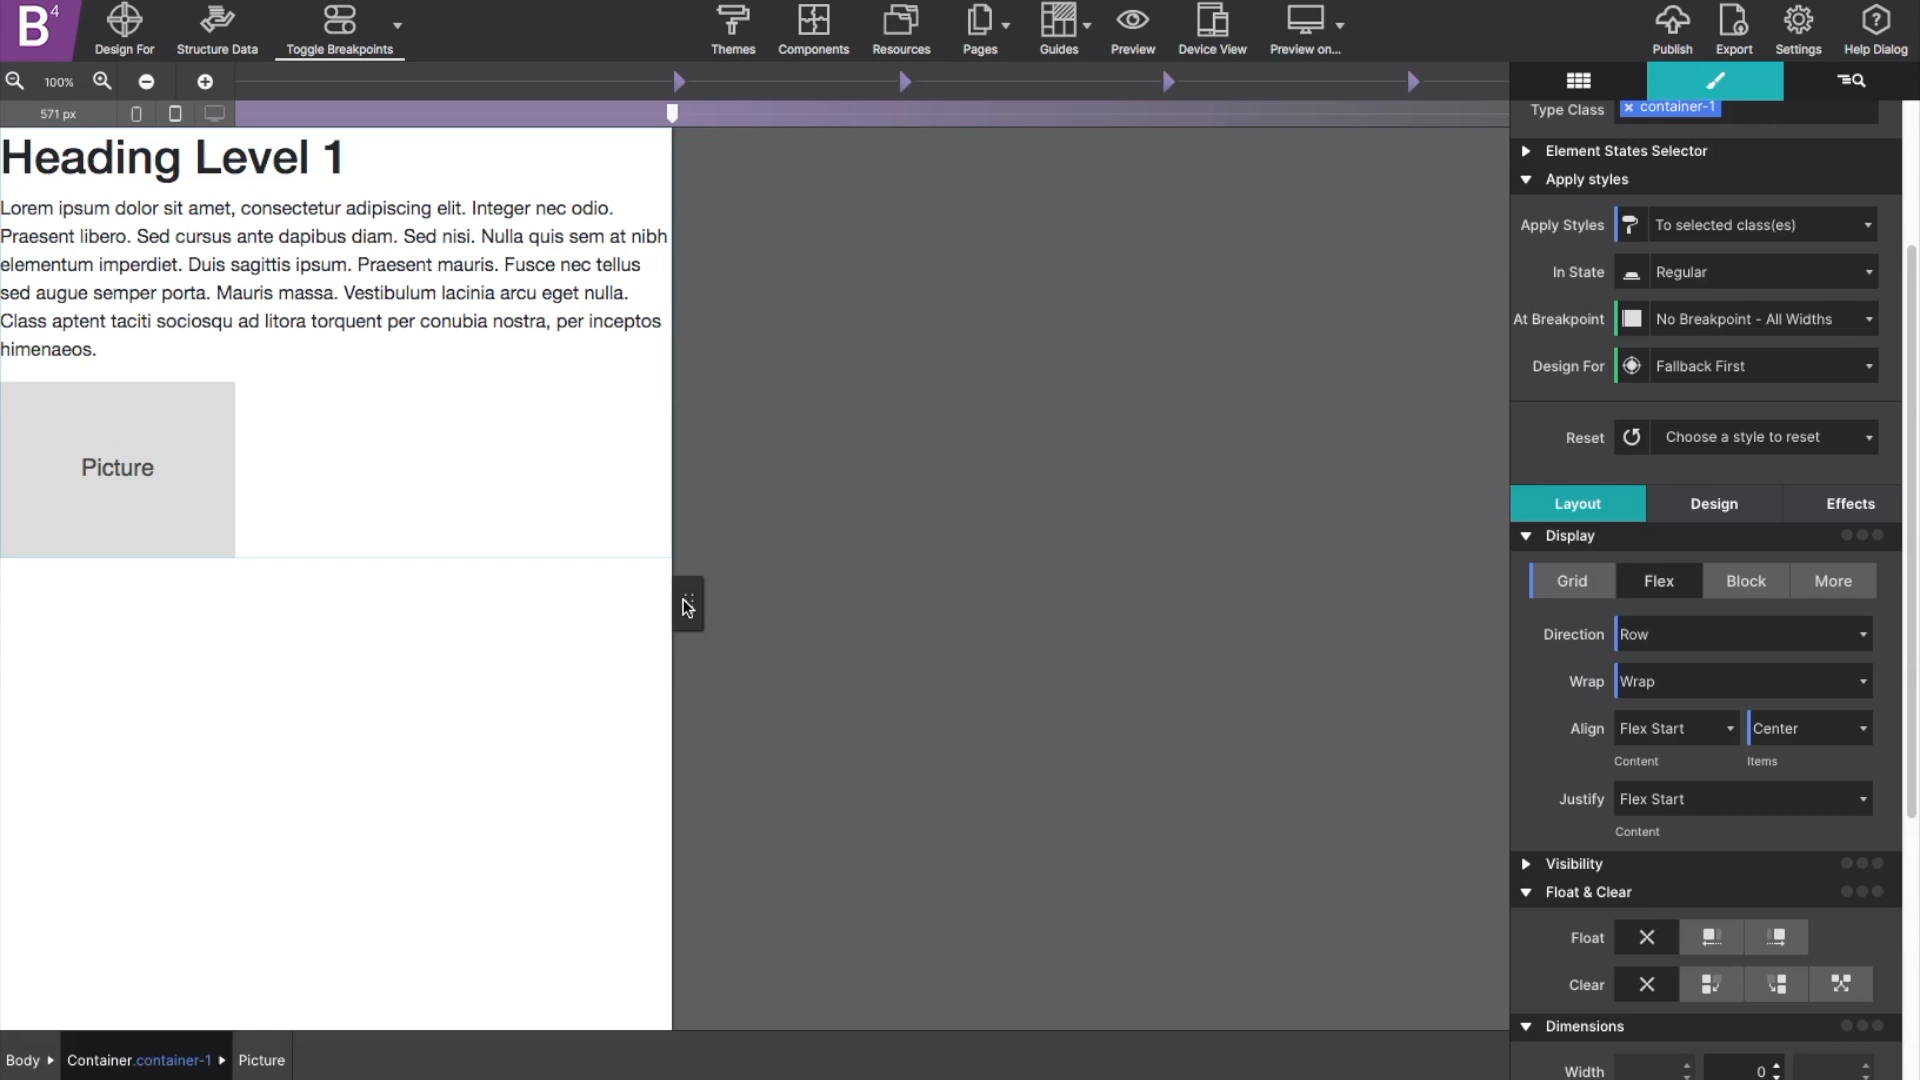 B4
Design For
Structure Data
Toggle Breakpoints
Themes
Components
Resources
Pages
Guides
Preview
Device View
Preview on...
Publish
Export
Settings
Help Dialog
100%
571 px
Type Class
× container-1
Element States Selector
Apply styles
Apply Styles
To selected class(es)
In State
Regular
At Breakpoint
No Breakpoint - All Widths
Design For
Fallback First
Reset
Choose a style to reset
Layout
Design
Effects
Display
Grid
Flex
Block
More
Direction
Row
Wrap
Wrap
Align
Flex Start
Center
Content
Items
Justify
Flex Start
Content
Visibility
Float & Clear
Float
Clear
Dimensions
Width
0
Heading Level 1
Lorem ipsum dolor sit amet, consectetur adipiscing elit. Integer nec odio.
Praesent libero. Sed cursus ante dapibus diam. Sed nisi. Nulla quis sem at nibh
elementum imperdiet. Duis sagittis ipsum. Praesent mauris. Fusce nec tellus
sed augue semper porta. Mauris massa. Vestibulum lacinia arcu eget nulla.
Class aptent taciti sociosqu ad litora torquent per conubia nostra, per inceptos
himenaeos.
Picture
Body
Container.container-1
Picture